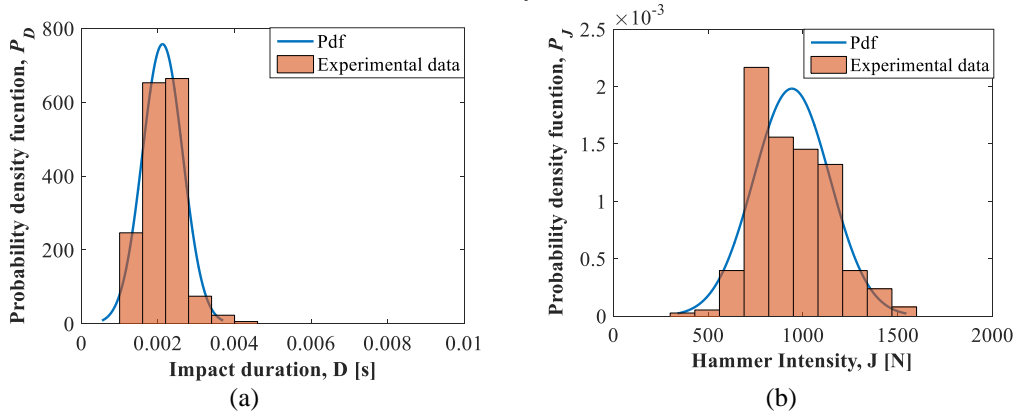 Probability density fucntion, P_D
800
600
400
200
0
0
0.002
0.004
0.006
0.008
0.01
Impact duration, D [s]
Pdf
Experimental data
(a)
×10^-3
Probability density fucntion, P_J
2.5
2
1.5
1
0.5
0
0
500
1000
1500
2000
Hammer Intensity, J [N]
Pdf
Experimental data
(b)